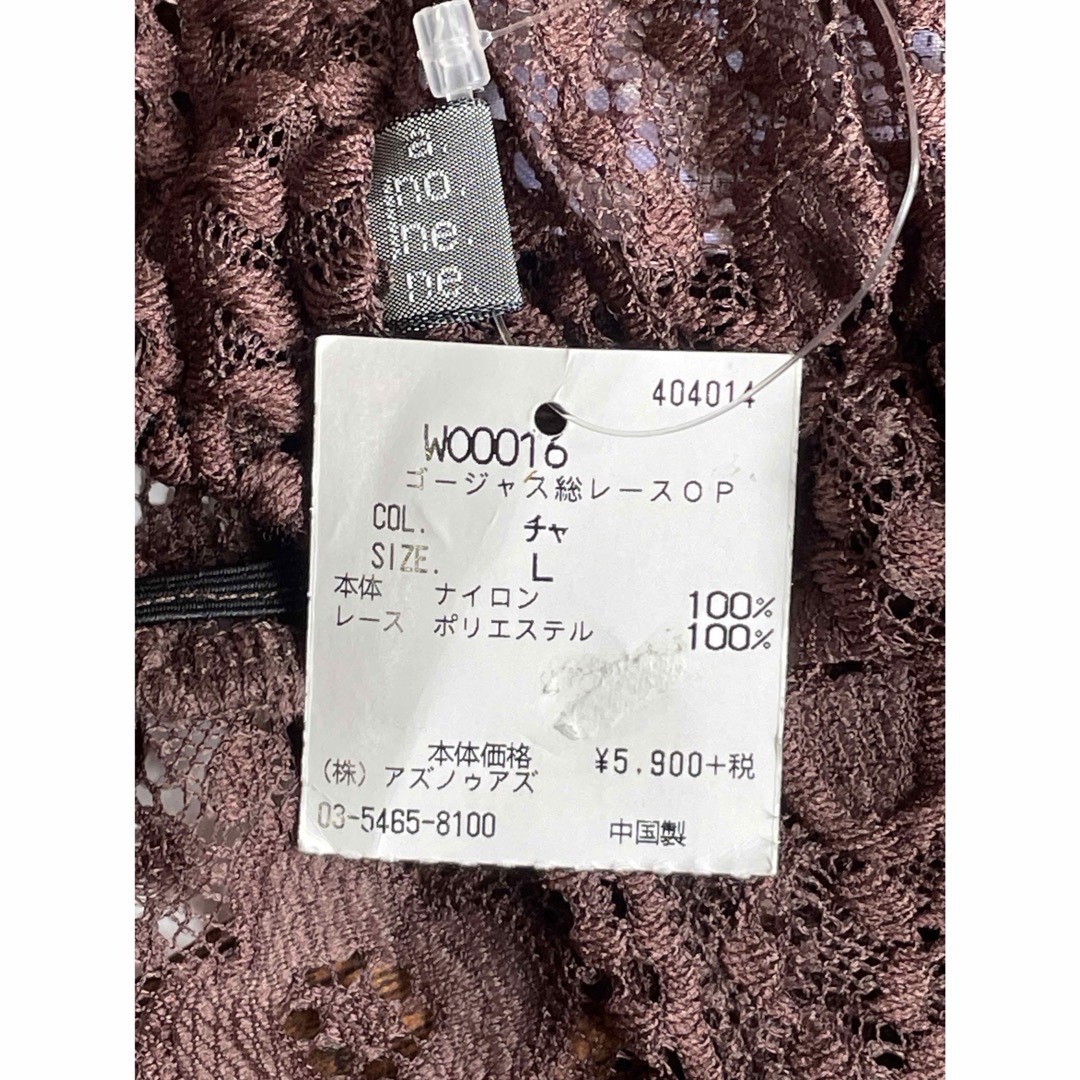 a.
no.
ne.
ne
404014
W00016
ゴージャス総レースOP
COL. チャ
SIZE. L
本体 ナイロン 100%
レース ポリエステル 100%
本体価格 ¥5,900+税
(株)アズノゥアズ
03-5465-8100 中国製